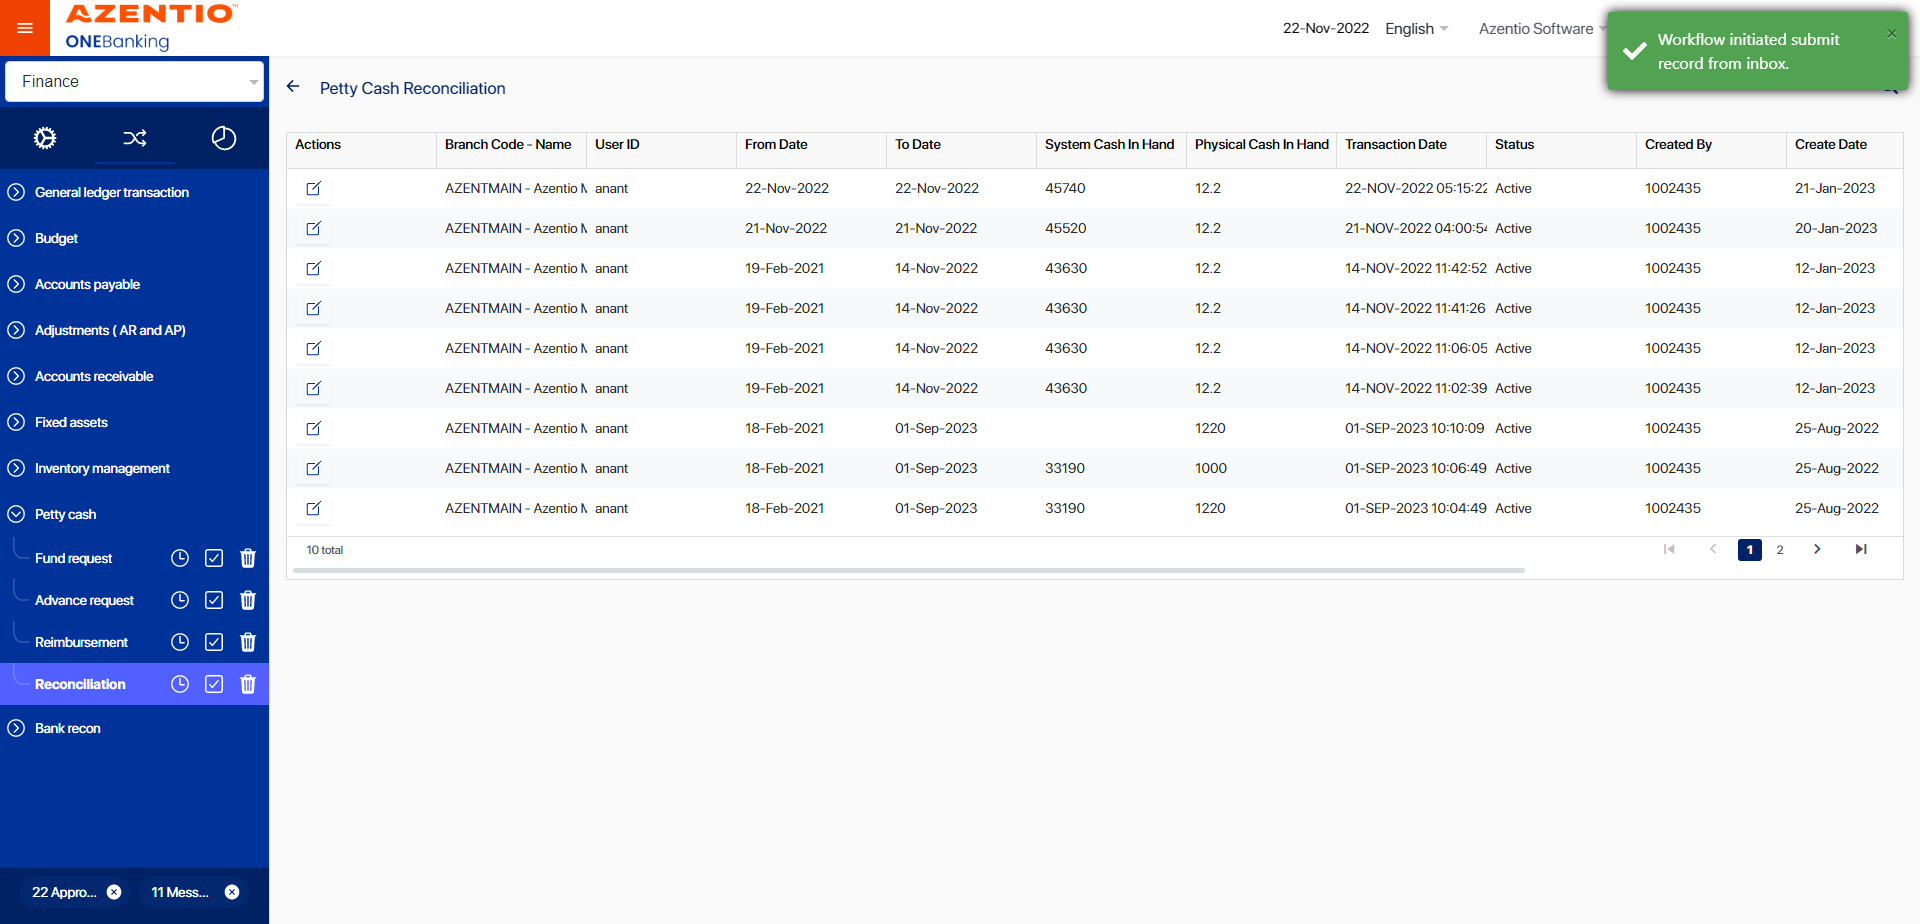 AZENTIO™
ONEBanking
22-Nov-2022
English
Azentio Software
Workflow initiated submit
record from inbox.
×
Finance
Petty Cash Reconciliation
General ledger transaction
Budget
Accounts payable
Adjustments ( AR and AP)
Accounts receivable
Fixed assets
Inventory management
Petty cash
Fund request
Advance request
Reimbursement
Reconciliation
Bank recon
22 Appro...
11 Mess...
Actions Branch Code - Name User ID From Date To Date System Cash In Hand Physical Cash In Hand Transaction Date Status Created By Create Date
AZENTMAIN - Azentio M anant 22-Nov-2022 22-Nov-2022 45740 12.2 22-NOV-2022 05:15:22 Active 1002435 21-Jan-2023
AZENTMAIN - Azentio M anant 21-Nov-2022 21-Nov-2022 45520 12.2 21-NOV-2022 04:00:54 Active 1002435 20-Jan-2023
AZENTMAIN - Azentio M anant 19-Feb-2021 14-Nov-2022 43630 12.2 14-NOV-2022 11:42:52 Active 1002435 12-Jan-2023
AZENTMAIN - Azentio M anant 19-Feb-2021 14-Nov-2022 43630 12.2 14-NOV-2022 11:41:26 Active 1002435 12-Jan-2023
AZENTMAIN - Azentio M anant 19-Feb-2021 14-Nov-2022 43630 12.2 14-NOV-2022 11:06:05 Active 1002435 12-Jan-2023
AZENTMAIN - Azentio M anant 19-Feb-2021 14-Nov-2022 43630 12.2 14-NOV-2022 11:02:39 Active 1002435 12-Jan-2023
AZENTMAIN - Azentio M anant 18-Feb-2021 01-Sep-2023 1220 01-SEP-2023 10:10:09 Active 1002435 25-Aug-2022
AZENTMAIN - Azentio M anant 18-Feb-2021 01-Sep-2023 33190 1000 01-SEP-2023 10:06:49 Active 1002435 25-Aug-2022
AZENTMAIN - Azentio M anant 18-Feb-2021 01-Sep-2023 33190 1220 01-SEP-2023 10:04:49 Active 1002435 25-Aug-2022
10 total
1 2